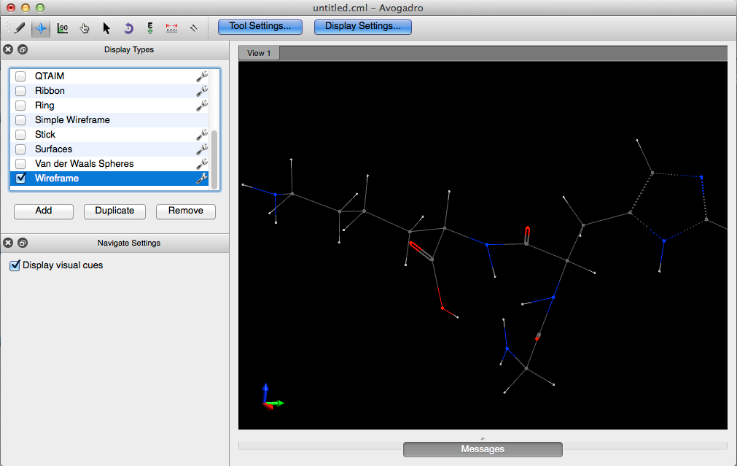 untitled.cml – Avogadro
Tool Settings... Display Settings...
Display Types
View 1
QTAIM
Ribbon
Ring
Simple Wireframe
Stick
Surfaces
Van der Waals Spheres
Wireframe
Add Duplicate Remove
Navigate Settings
Display visual cues
Messages